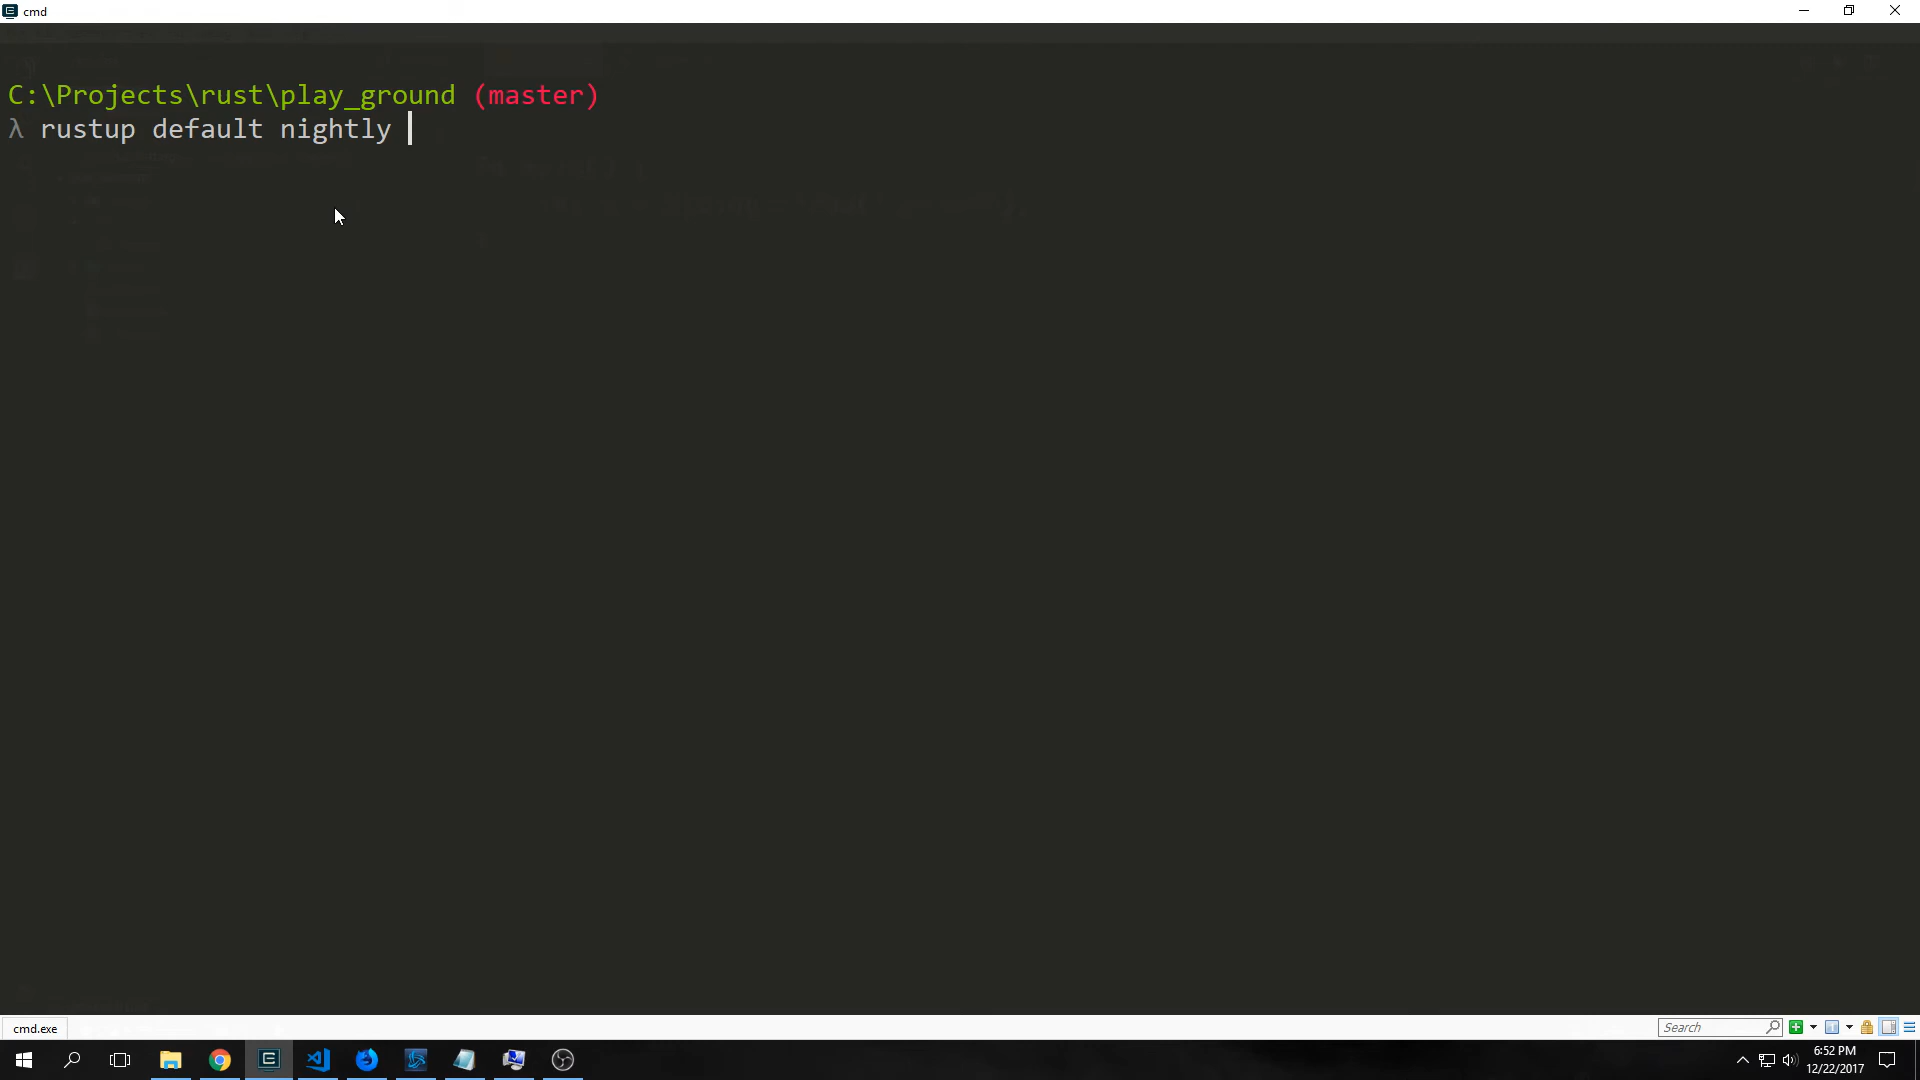 cmd
C:\Projects\rust\play_ground (master)
λ rustup default nightly
cmd.exe
Search
6:52 PM
12/22/2017